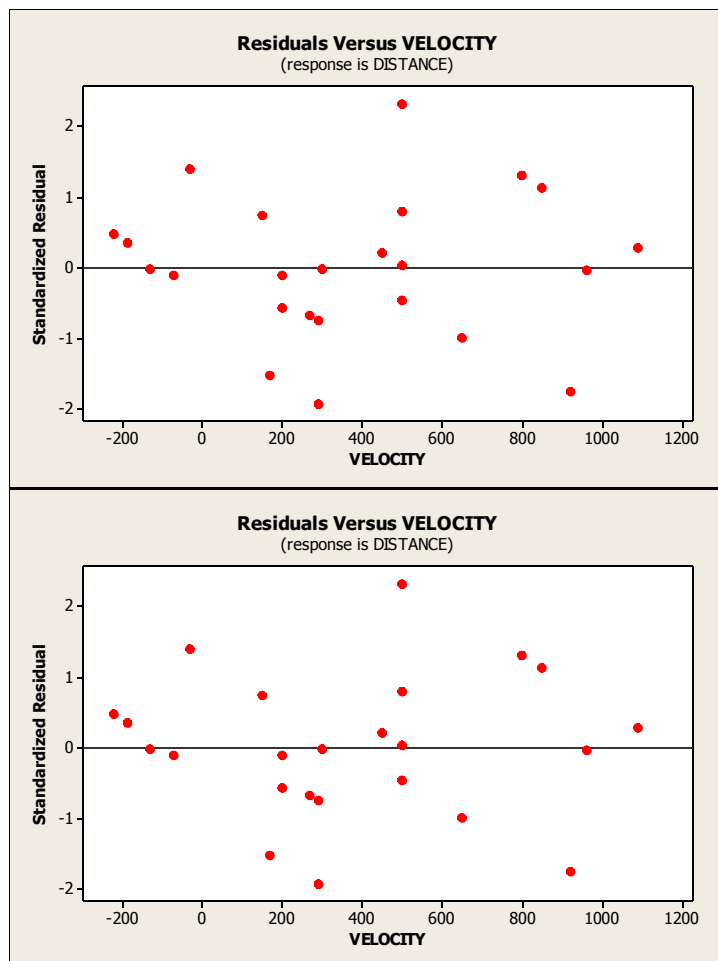 Residuals Versus VELOCITY
(response is DISTANCE)
2
1
0
-1
-2
Standardized Residual
-200 0 200 400 600 800 1000 1200
VELOCITY
Residuals Versus VELOCITY
(response is DISTANCE)
2
1
0
-1
-2
Standardized Residual
-200 0 200 400 600 800 1000 1200
VELOCITY